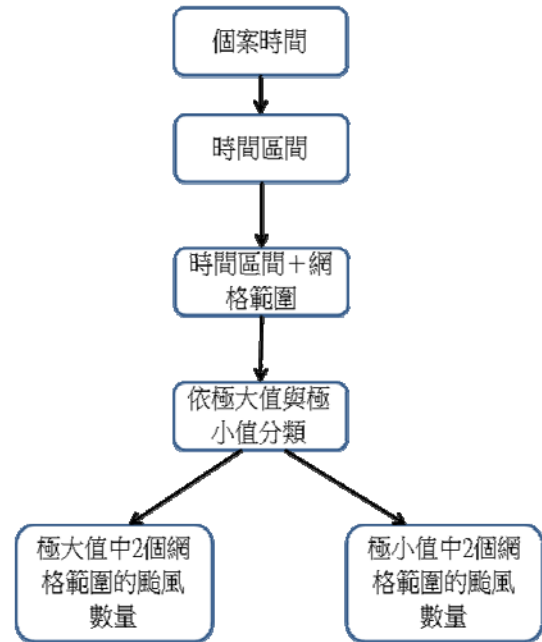 個案時間
時間區間
時間區間＋網
格範圍
依極大值與極
小值分類
極大值中2個網
格範圍的颱風
數量
極小值中2個網
格範圍的颱風
數量